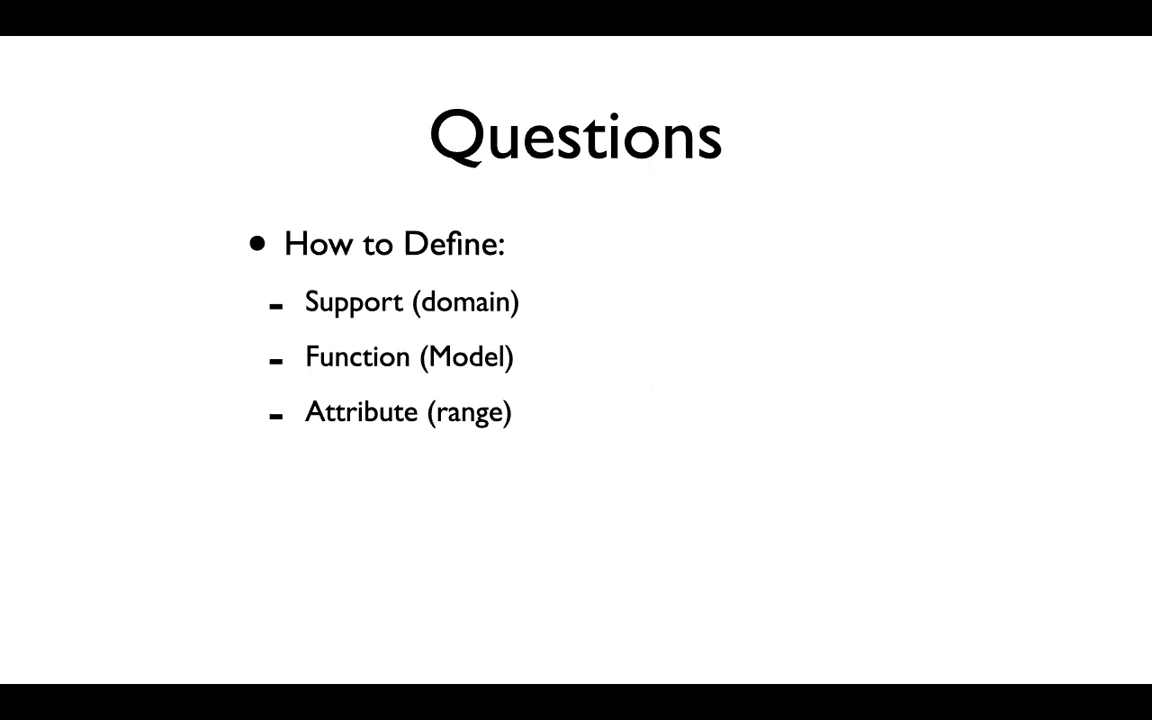 Questions
• How to Define:
- Support (domain)
- Function (Model)
- Attribute (range)